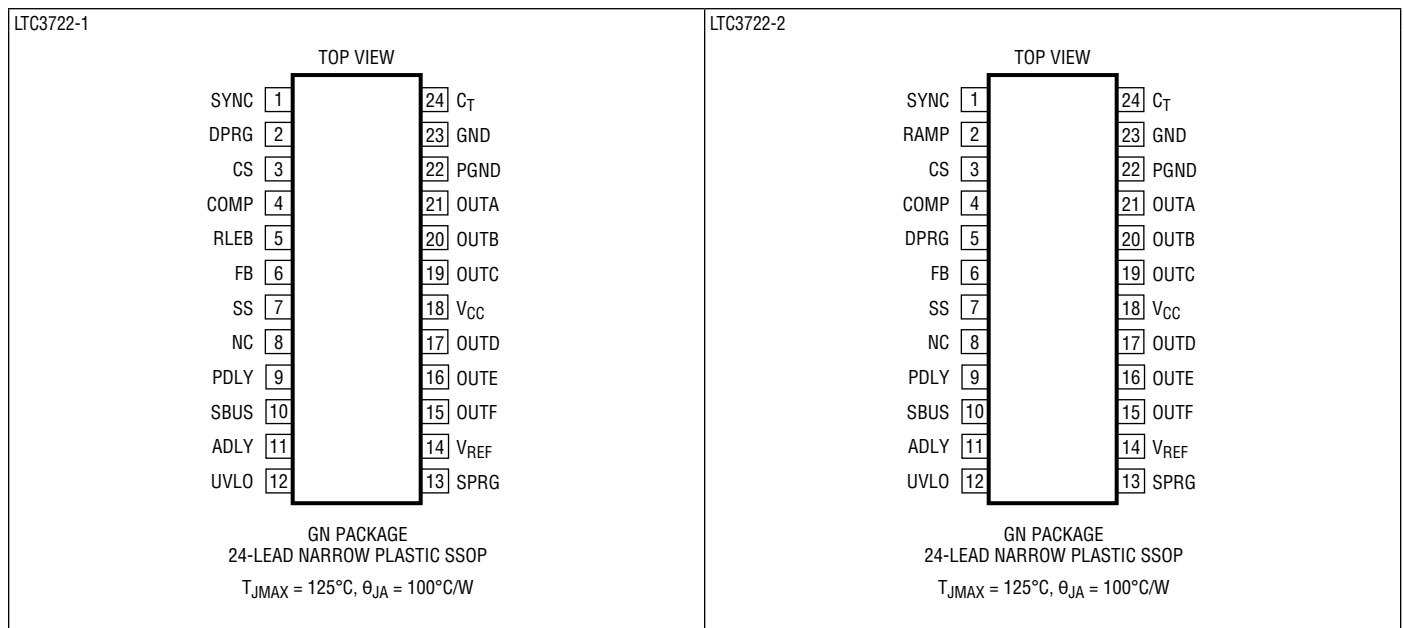 LTC3722-1
TOP VIEW
SYNC 1 24 CT
DPRG 2 23 GND
CS 3 22 PGND
COMP 4 21 OUTA
RLEB 5 20 OUTB
FB 6 19 OUTC
SS 7 18 VCC
NC 8 17 OUTD
PDLY 9 16 OUTE
SBUS 10 15 OUTF
ADLY 11 14 VREF
UVLO 12 13 SPRG
GN PACKAGE
24-LEAD NARROW PLASTIC SSOP
TJMAX = 125°C, θJA = 100°C/W
LTC3722-2
TOP VIEW
SYNC 1 24 CT
RAMP 2 23 GND
CS 3 22 PGND
COMP 4 21 OUTA
DPRG 5 20 OUTB
FB 6 19 OUTC
SS 7 18 VCC
NC 8 17 OUTD
PDLY 9 16 OUTE
SBUS 10 15 OUTF
ADLY 11 14 VREF
UVLO 12 13 SPRG
GN PACKAGE
24-LEAD NARROW PLASTIC SSOP
TJMAX = 125°C, θJA = 100°C/W